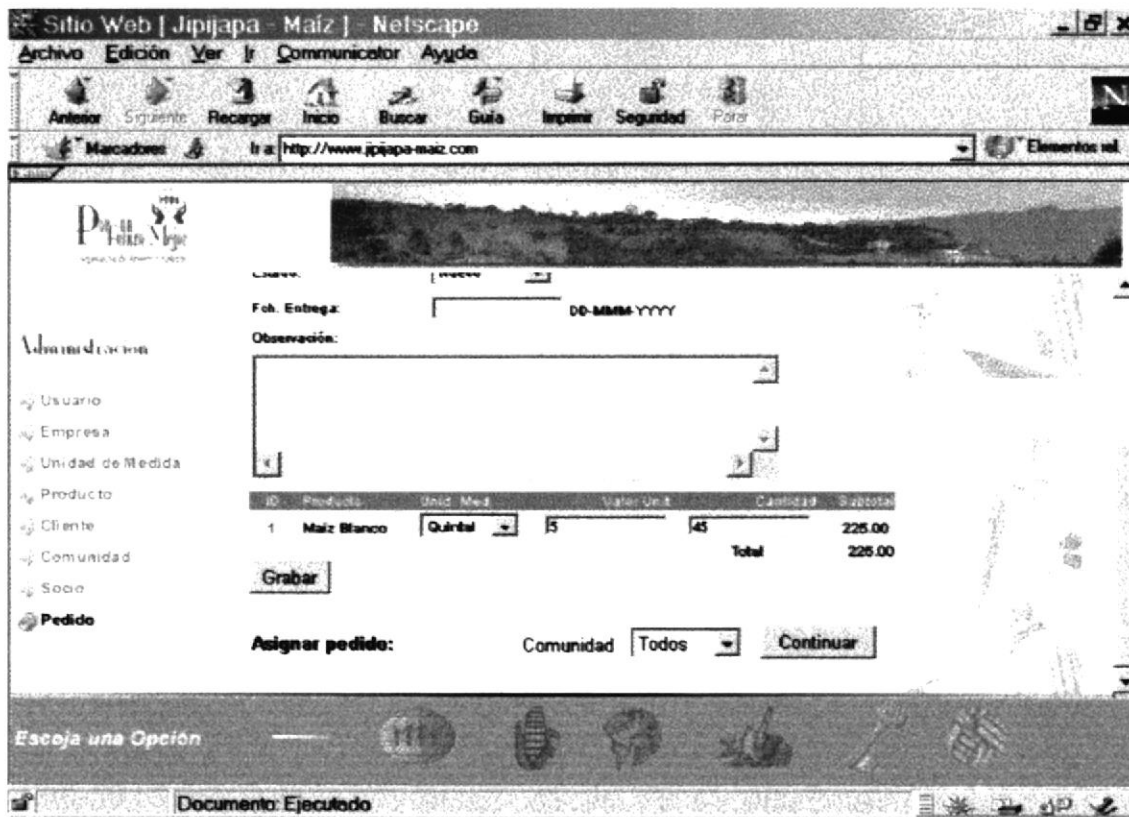 Sitio Web [ Jipijapa - Maíz ] - Netscape
Archivo Edición Ver Ir Communicator Ayuda
Anterior Siguiente Recargar Inicio Buscar Guía Imprimir Seguridad Parar
Marcadores Ir a: http://www.jipijapa-maiz.com Elementos rel.
Estado: Nuevo
Fch. Entrega: DD-MMM-YYYY
Observación:
Administracion
Usuario
Empresa
Unidad de Medida
Producto
Cliente
Comunidad
Socio
Pedido
ID Producto Unid. Med. Valor Unit. Cantidad Subtotal
1 Maiz Blanco Quintal 5 45 225.00
Total 225.00
Grabar
Asignar pedido: Comunidad Todos Continuar
Escoja una Opción
Documento: Ejecutado